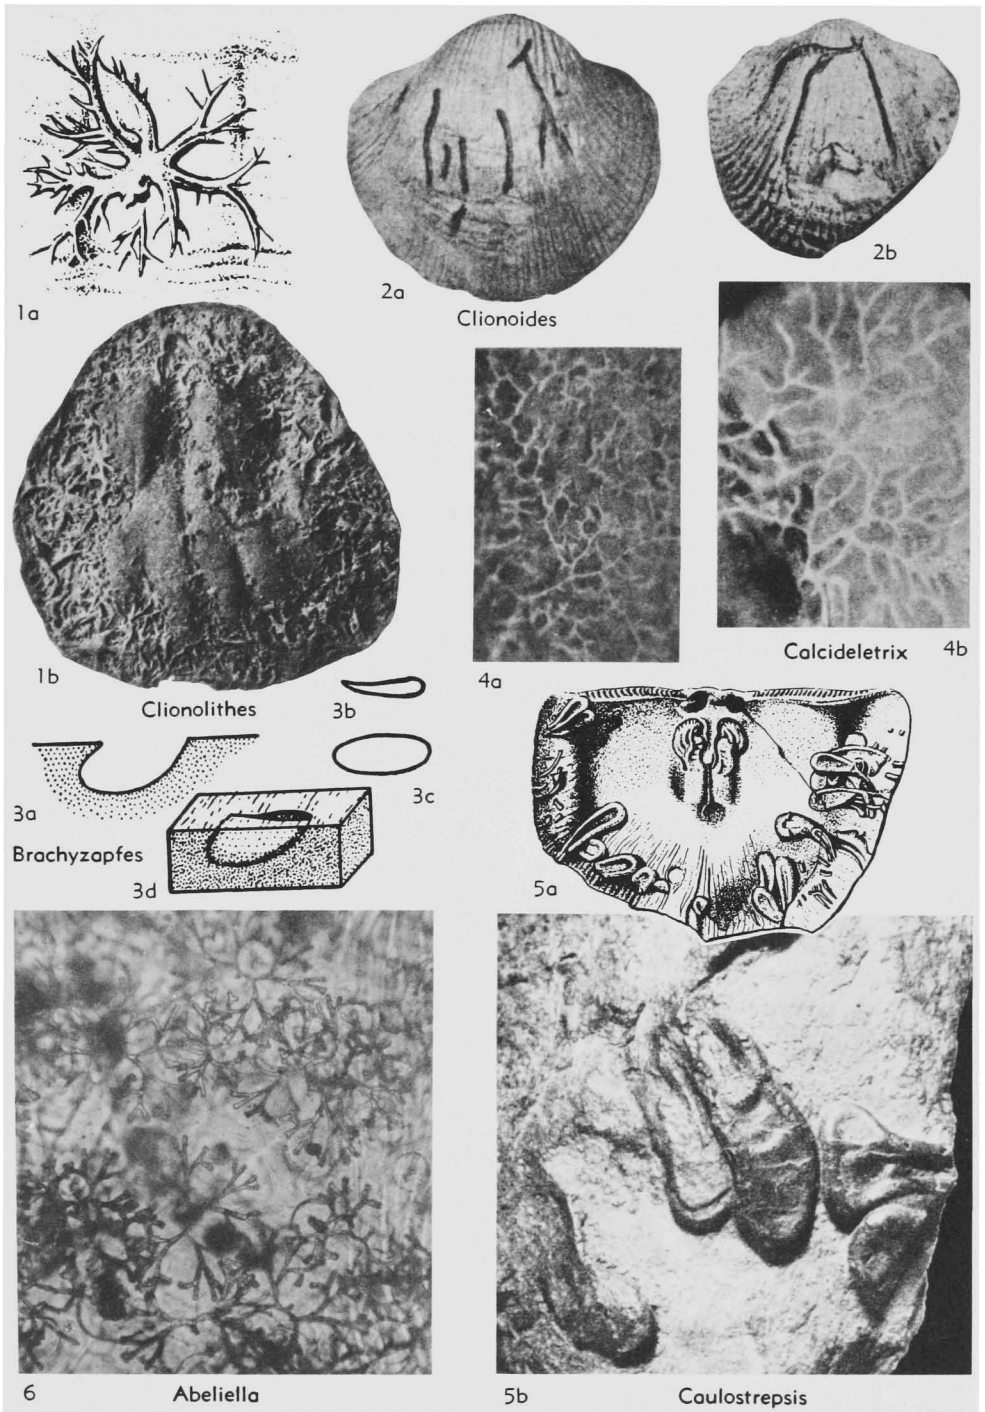 1a
2a
2b
Clionoides
1b
Clionolithes
3b
4a
Calcideletrix
4b
3a
3c
Brachyzapfes
3d
5a
6
Abeliella
5b
Caulostrepsis